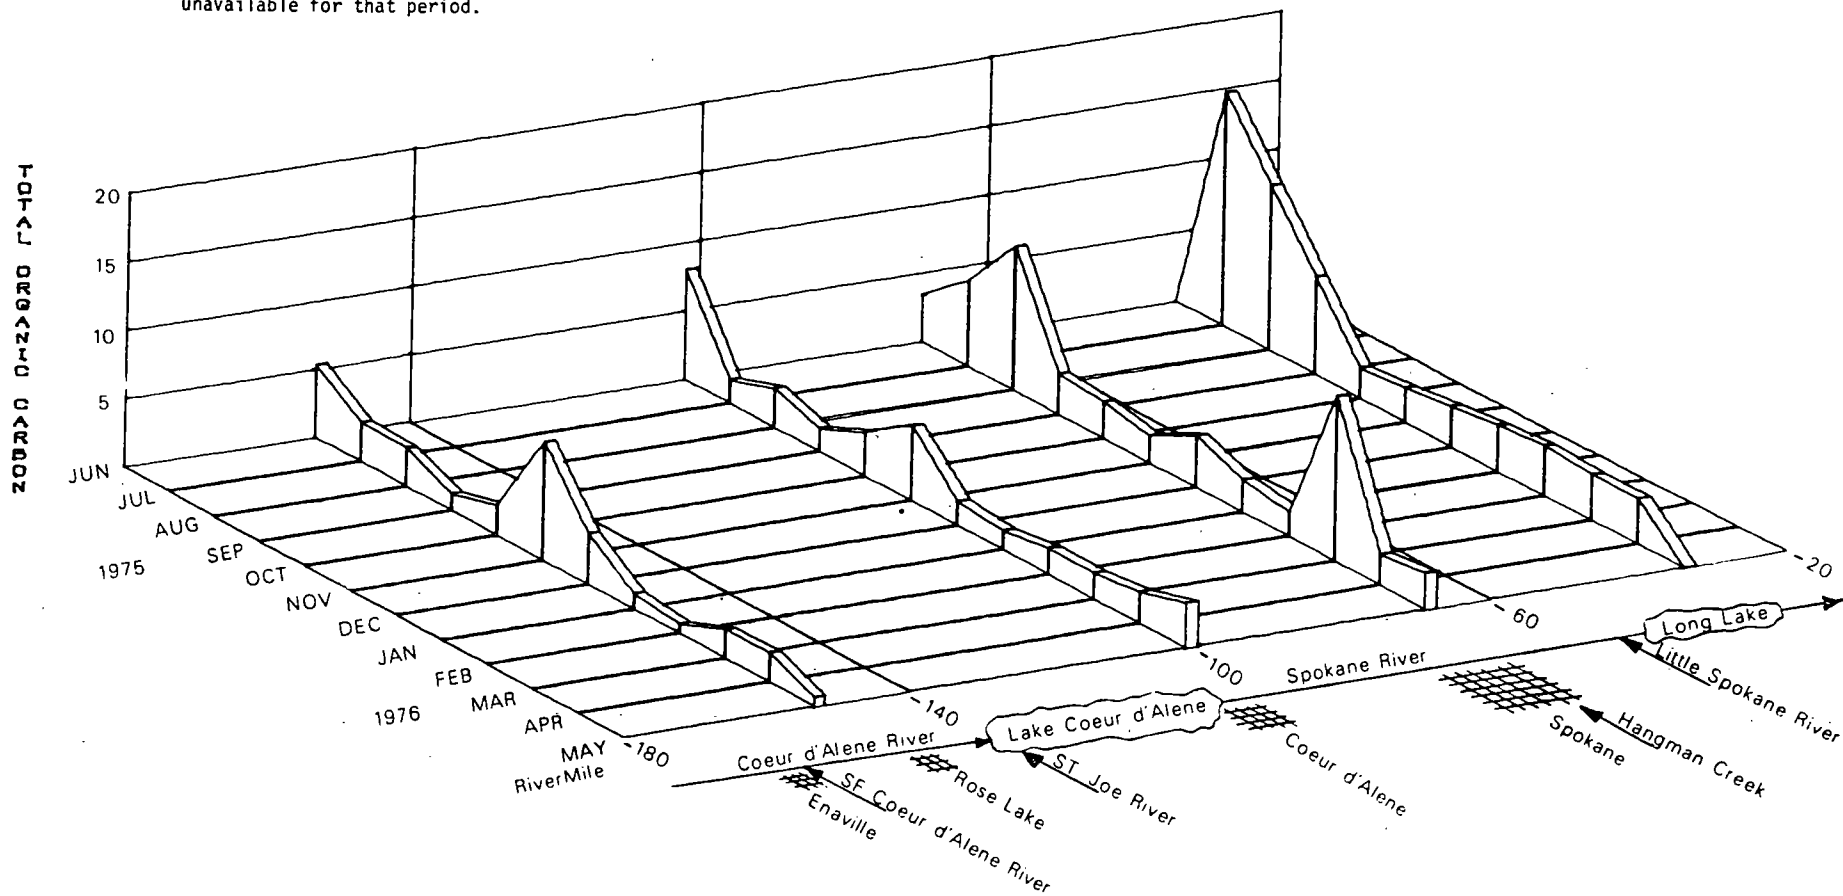 unavailable for that period.
TOTAL ORGANIC CARBON
20
15
10
5
JUN
JUL
AUG
SEP
OCT
NOV
DEC
JAN
FEB
MAR
APR
MAY
1975
1976
RiverMile
-180
-140
-100
-60
-20
Coeur d'Alene River
Lake Coeur d'Alene
Spokane River
Long Lake
Enaville
SF Coeur d'Alene River
Rose Lake
ST Joe River
Coeur d'Alene
Spokane
Hangman Creek
Little Spokane River